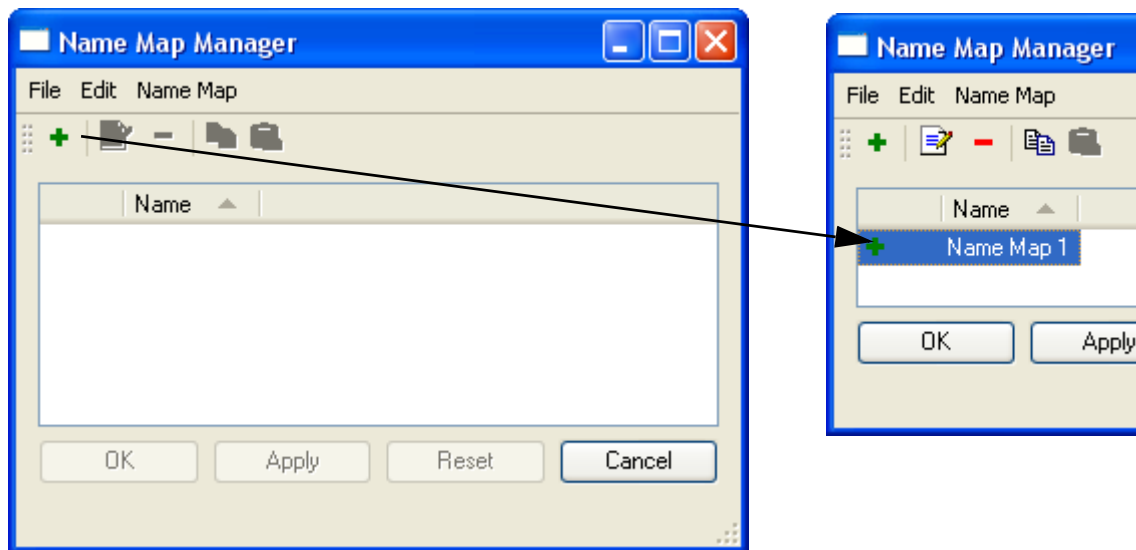 Name Map Manager
File Edit Name Map
Name
OK Apply Reset Cancel
Name Map Manager
File Edit Name Map
Name
Name Map 1
OK Apply